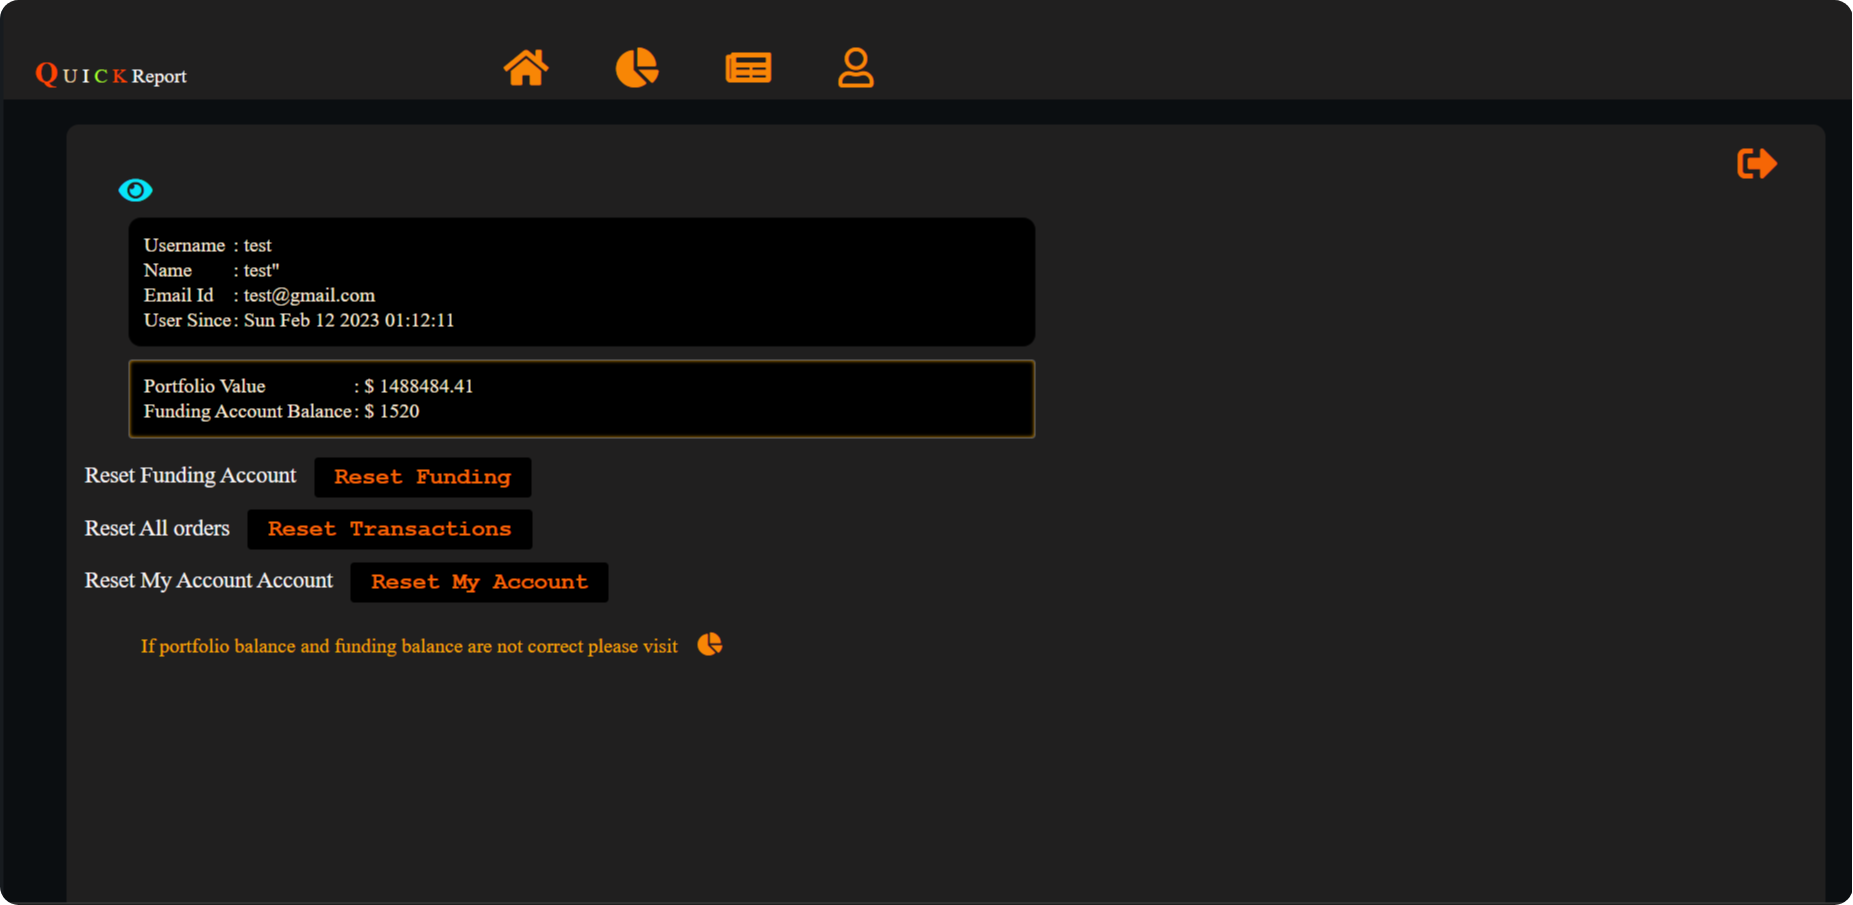 QUICK Report
Username : test
Name : test"
Email Id : test@gmail.com
User Since : Sun Feb 12 2023 01:12:11
Portfolio Value : $ 1488484.41
Funding Account Balance : $ 1520
Reset Funding Account Reset Funding
Reset All orders Reset Transactions
Reset My Account Account Reset My Account
If portfolio balance and funding balance are not correct please visit